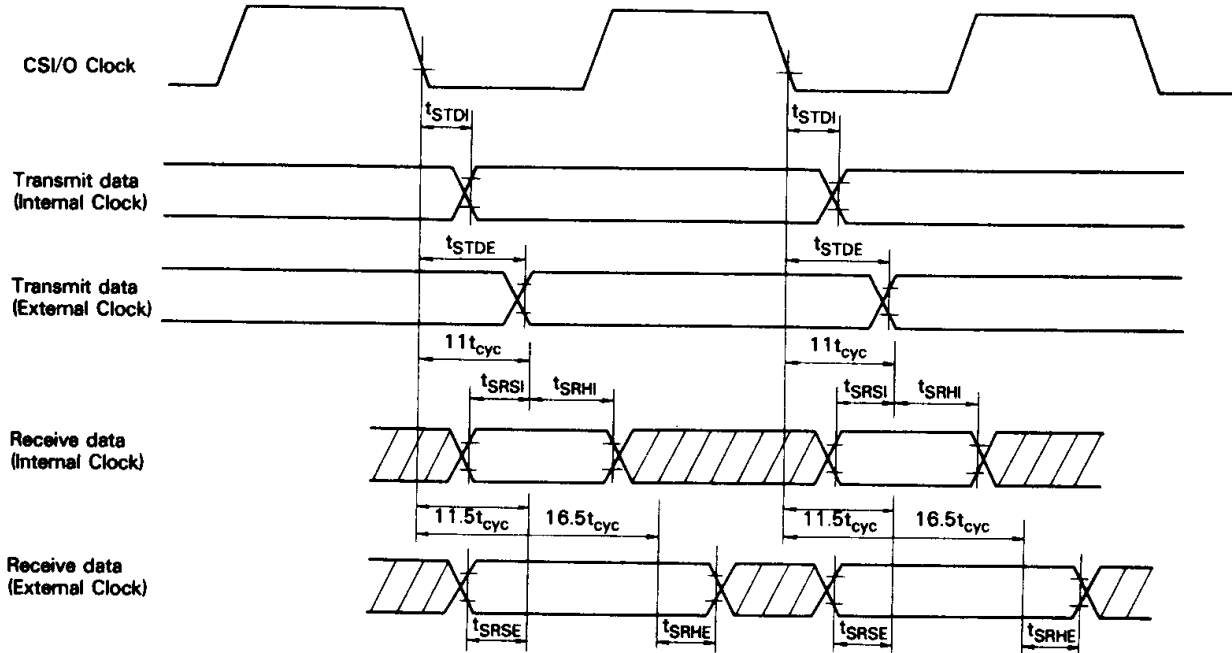 CSI/O Clock
tSTDI tSTDI
Transmit data
(Internal Clock)
tSTDE tSTDE
Transmit data
(External Clock)
11tcyc 11tcyc
tSRSI tSRHI tSRSI tSRHI
Receive data
(Internal Clock)
11.5tcyc 16.5tcyc 11.5tcyc 16.5tcyc
Receive data
(External Clock)
tSRSE tSRHE tSRSE tSRHE